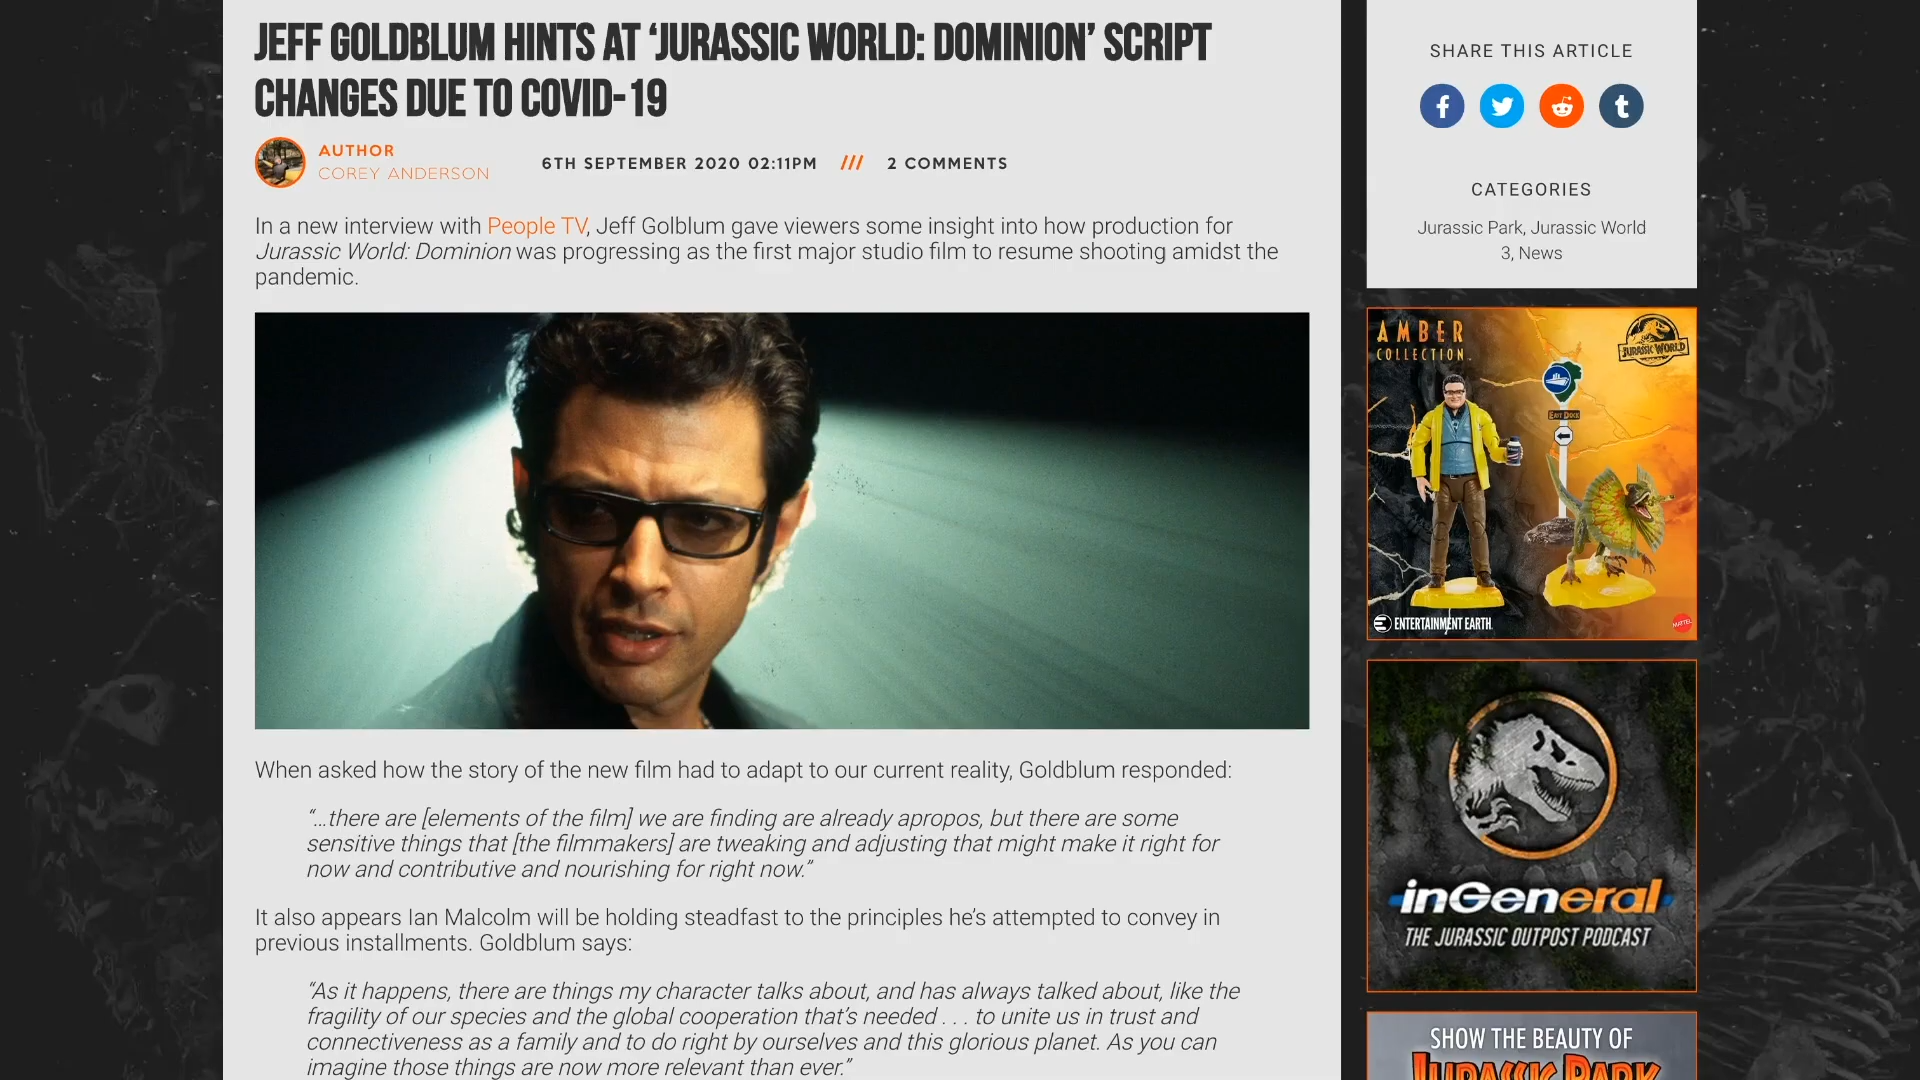 JEFF GOLDBLUM HINTS AT ‘JURASSIC WORLD: DOMINION’ SCRIPT
CHANGES DUE TO COVID-19
AUTHOR
COREY ANDERSON
6TH SEPTEMBER 2020 02:11PM /// 2 COMMENTS
In a new interview with People TV, Jeff Golblum gave viewers some insight into how production for
Jurassic World: Dominion was progressing as the first major studio film to resume shooting amidst the
pandemic.
When asked how the story of the new film had to adapt to our current reality, Goldblum responded:
“…there are [elements of the film] we are finding are already apropos, but there are some
sensitive things that [the filmmakers] are tweaking and adjusting that might make it right for
now and contributive and nourishing for right now.”
It also appears Ian Malcolm will be holding steadfast to the principles he’s attempted to convey in
previous installments. Goldblum says:
“As it happens, there are things my character talks about, and has always talked about, like the
fragility of our species and the global cooperation that’s needed . . . to unite us in trust and
connectiveness as a family and to do right by ourselves and this glorious planet. As you can
imagine those things are now more relevant than ever.”
SHARE THIS ARTICLE
CATEGORIES
Jurassic Park, Jurassic World
3, News
AMBER
COLLECTION
JURASSIC WORLD
EAST DOCK
ENTERTAINMENT EARTH
MATTEL
inGeneral
THE JURASSIC OUTPOST PODCAST
SHOW THE BEAUTY OF
JURASSIC PARK